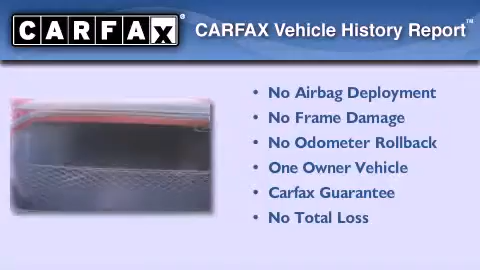 CARFAX®
CARFAX Vehicle History Report™
• No Airbag Deployment
• No Frame Damage
• No Odometer Rollback
• One Owner Vehicle
• Carfax Guarantee
• No Total Loss